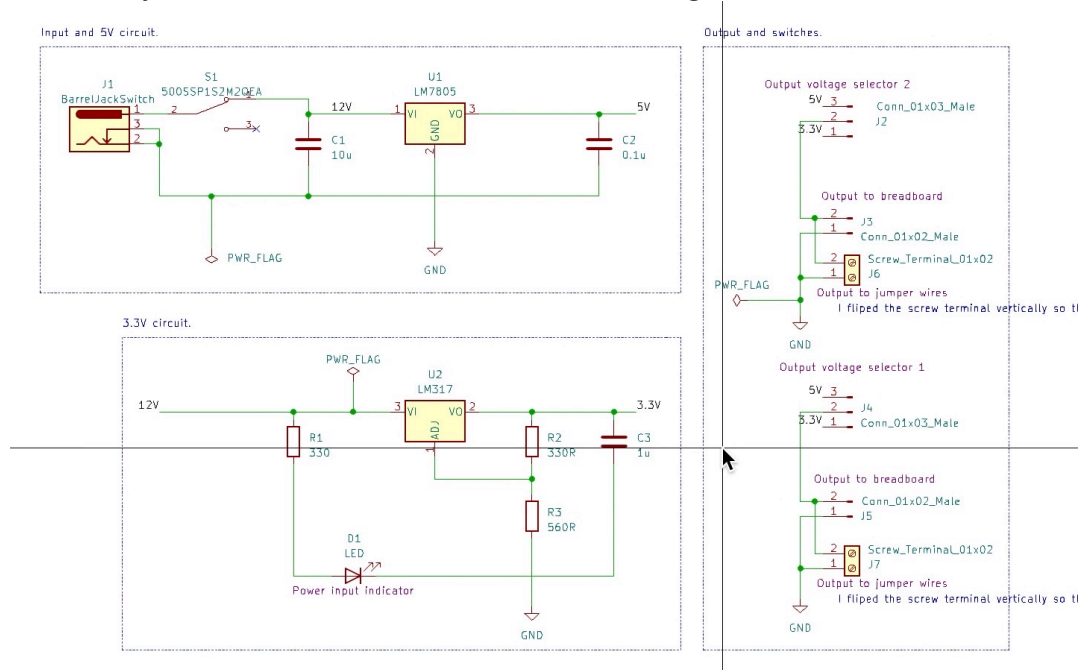 Input and 5V circuit.
J1
BarrelJackSwitch
1
3
2
S1
5005SP1S2M2QEA
2
1
3
12V
U1
LM7805
1
VI
VO
3
GND
2
5V
C1
10u
C2
0.1u
PWR_FLAG
GND
3.3V circuit.
PWR_FLAG
U2
LM317
12V
3
VI
VO
2
ADJ
1
3.3V
R1
330
R2
330R
C3
1u
R3
560R
D1
LED
Power input indicator
GND
Output and switches.
Output voltage selector 2
5V 3
Conn_01x03_Male
2
J2
3.3V 1
Output to breadboard
2
J3
1
Conn_01x02_Male
2
Screw_Terminal_01x02
1
J6
PWR_FLAG
Output to jumper wires
I fliped the screw terminal vertically so
GND
Output voltage selector 1
5V 3
2
J4
3.3V 1
Conn_01x03_Male
Output to breadboard
2
Conn_01x02_Male
1
J5
2
Screw_Terminal_01x02
1
J7
Output to jumper wires
I fliped the screw terminal vertically so
GND